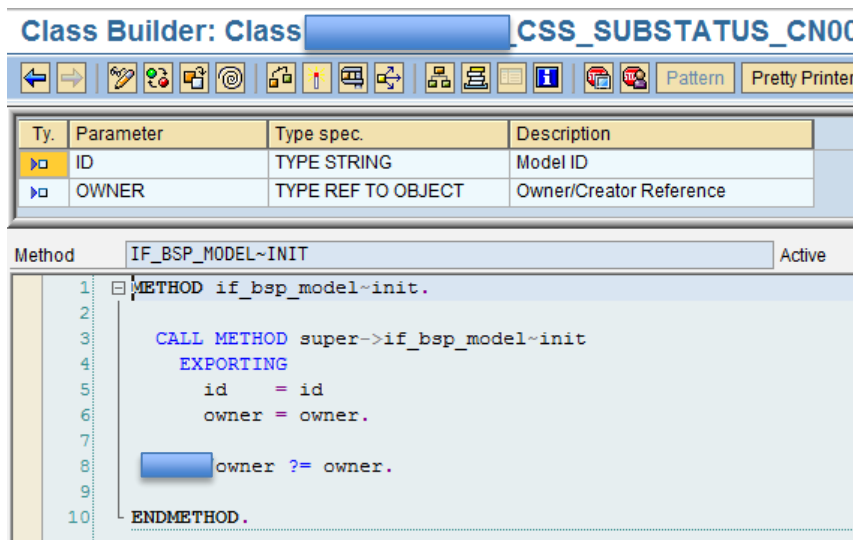 Class Builder: Class _CSS_SUBSTATUS_CN00
Pattern Pretty Printer
Ty. Parameter Type spec. Description
ID TYPE STRING Model ID
OWNER TYPE REF TO OBJECT Owner/Creator Reference
Method IF_BSP_MODEL~INIT Active
1 METHOD if_bsp_model~init.
2
3 CALL METHOD super->if_bsp_model~init
4 EXPORTING
5 id = id
6 owner = owner.
7
8 owner ?= owner.
9
10 ENDMETHOD.